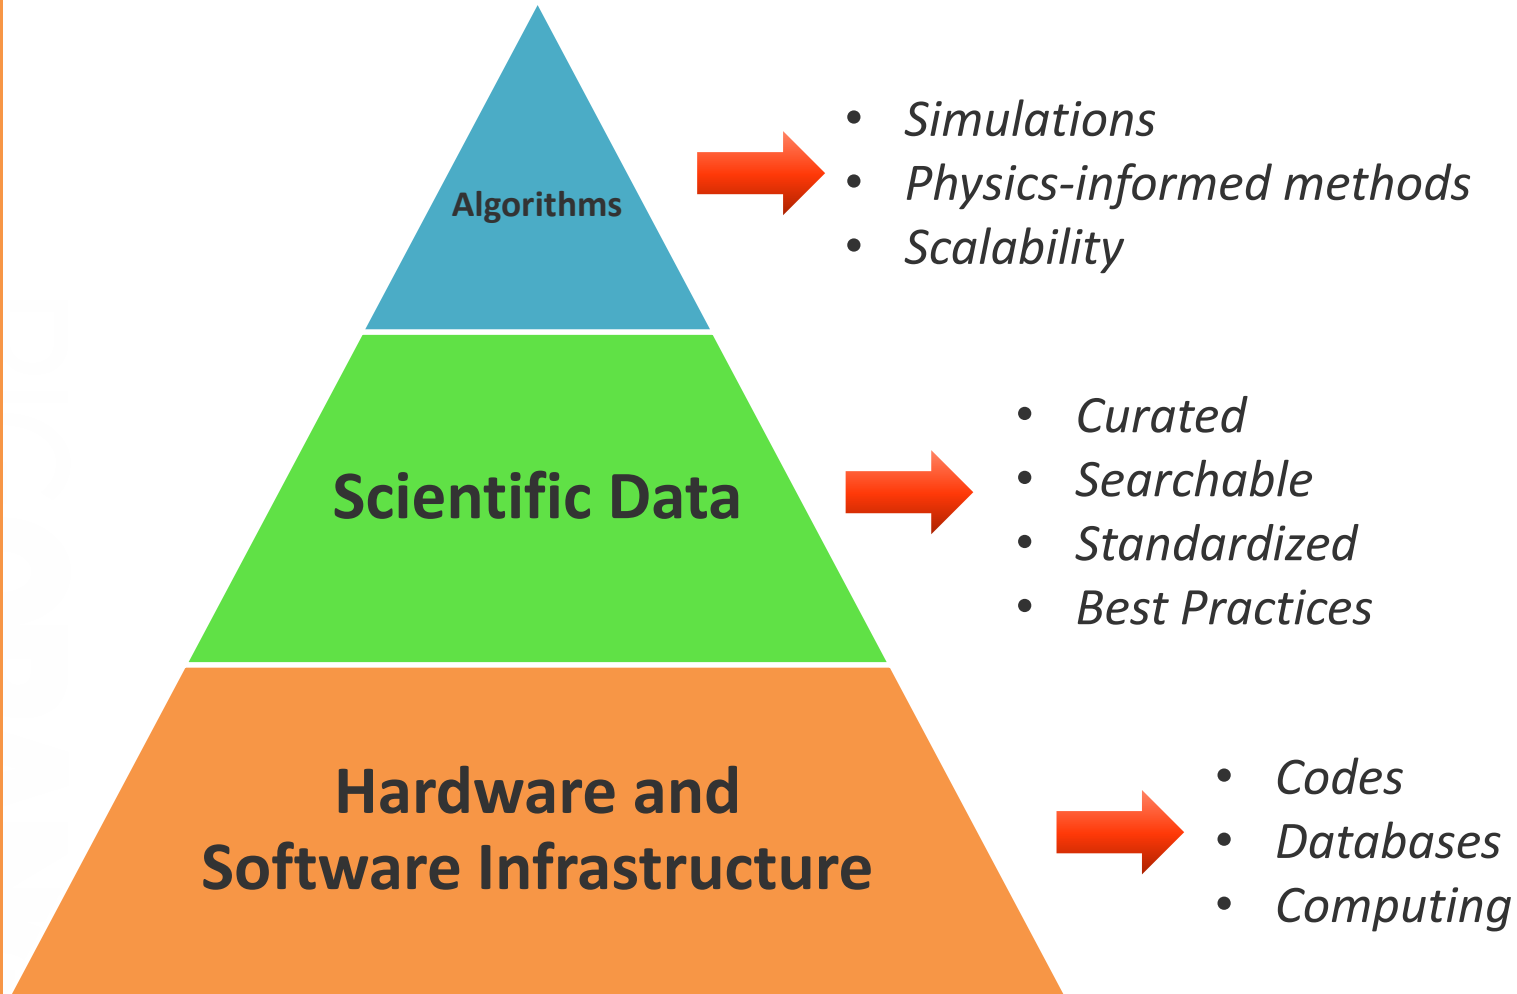 Algorithms
• Simulations
• Physics-informed methods
• Scalability
Scientific Data
• Curated
• Searchable
• Standardized
• Best Practices
Hardware and
Software Infrastructure
• Codes
• Databases
• Computing